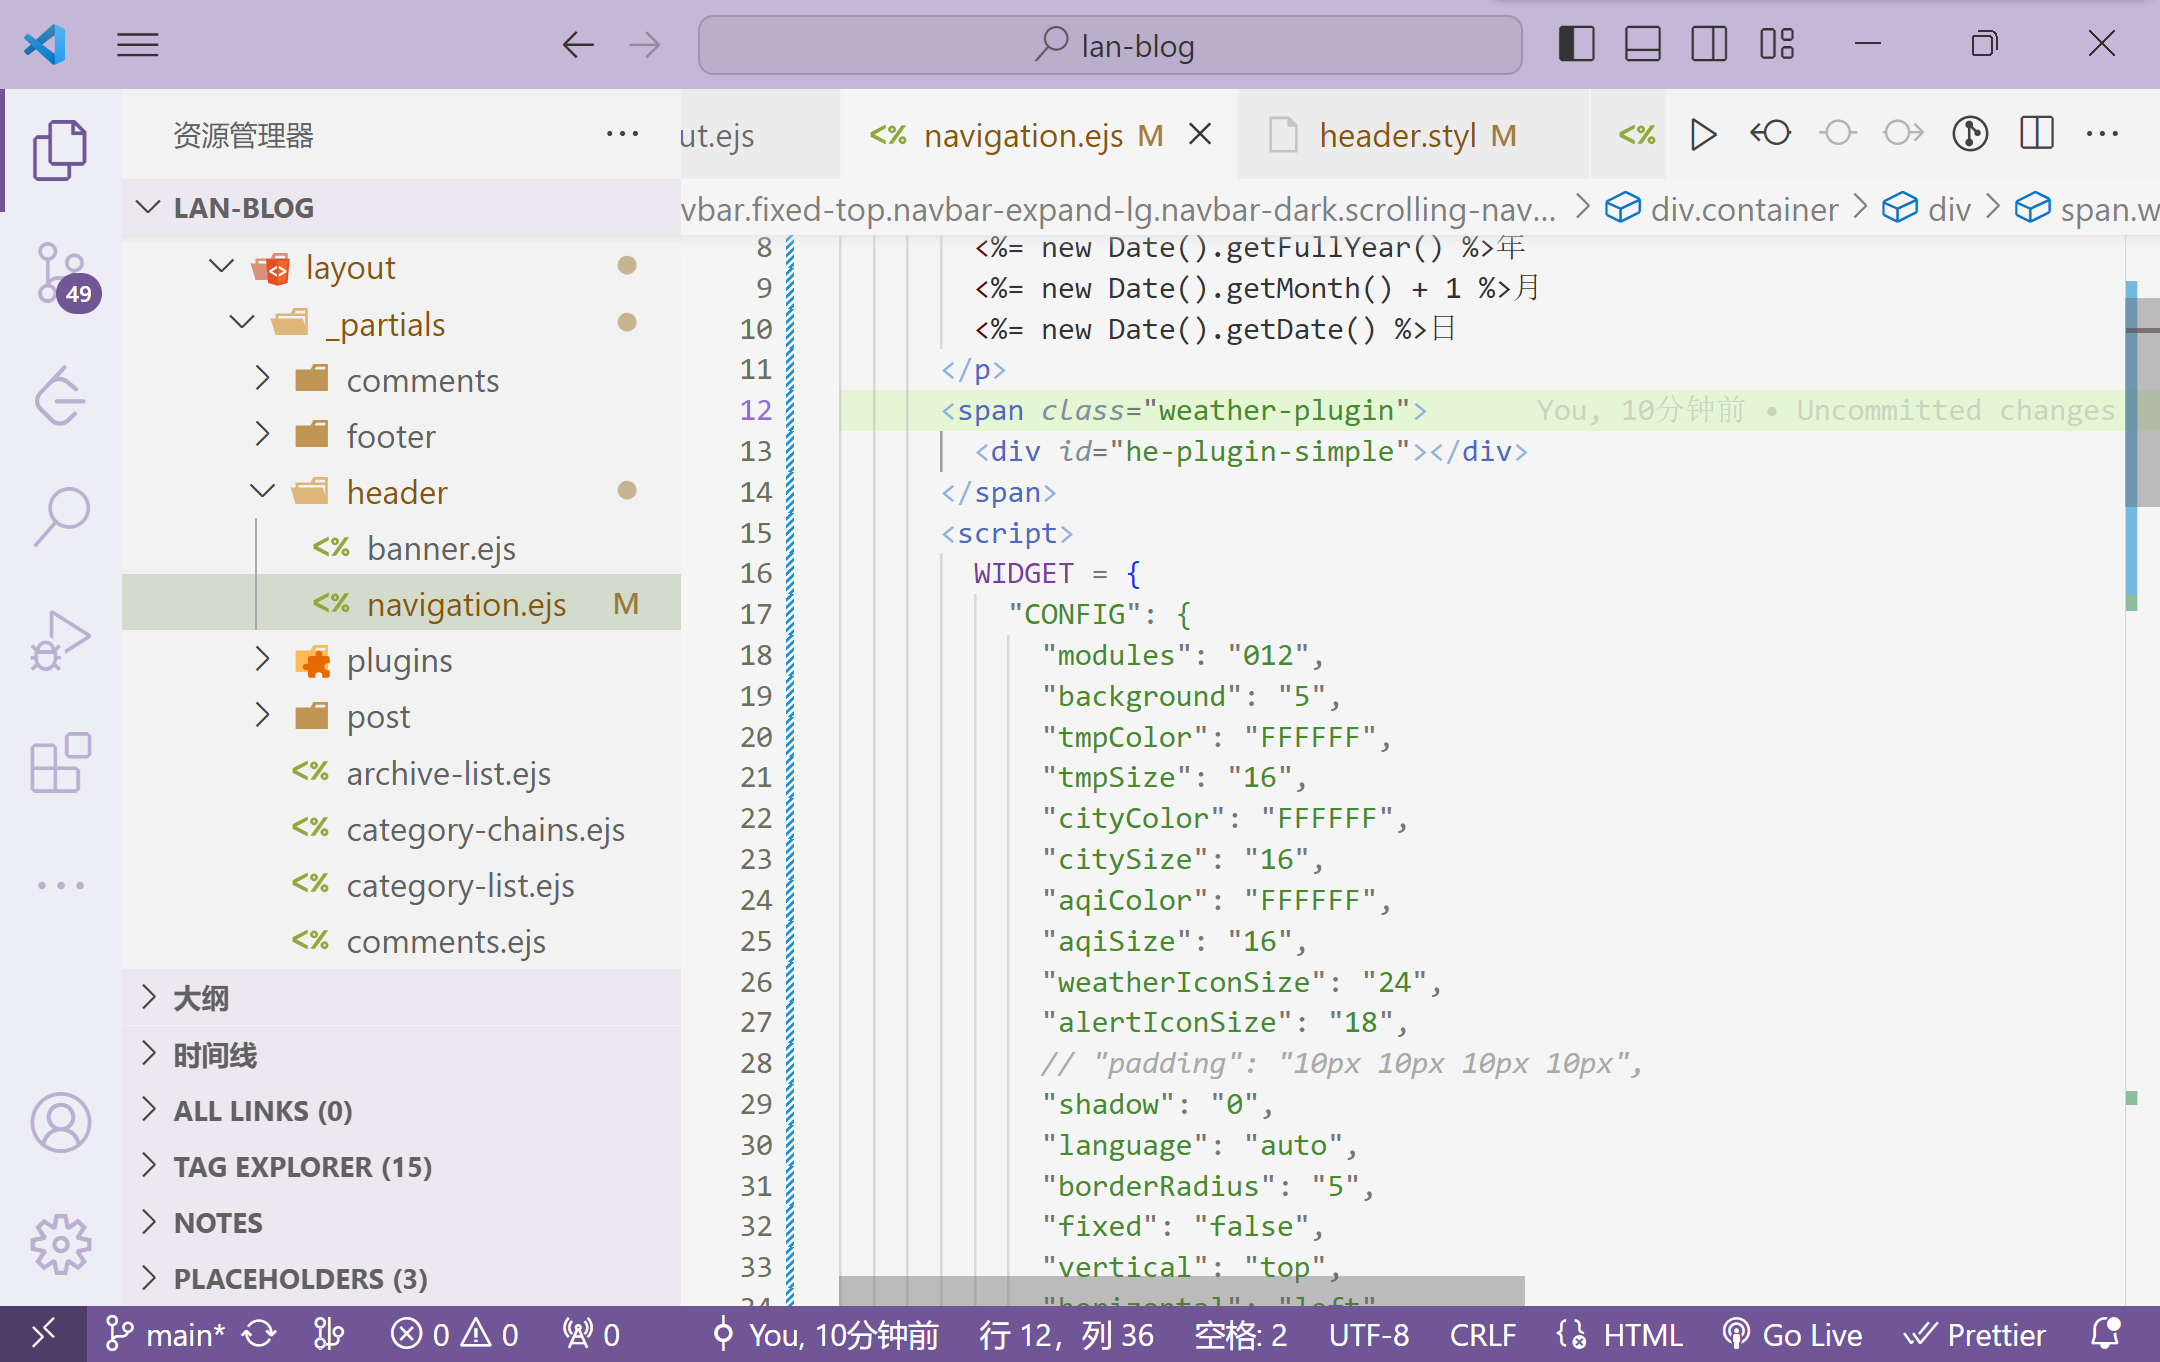 lan-blog
资源管理器
ut.ejs
navigation.ejs M
header.styl M
LAN-BLOG
vbar.fixed-top.navbar-expand-lg.navbar-dark.scrolling-nav... > div.container > div > span.w
layout
_partials
comments
footer
header
banner.ejs
navigation.ejs M
plugins
post
archive-list.ejs
category-chains.ejs
category-list.ejs
comments.ejs
大纲
时间线
ALL LINKS (0)
TAG EXPLORER (15)
NOTES
PLACEHOLDERS (3)
49
8 <%= new Date().getFullYear() %>年
9 <%= new Date().getMonth() + 1 %>月
10 <%= new Date().getDate() %>日
11 </p>
12 <span class="weather-plugin"> You, 10分钟前 • Uncommitted changes
13 <div id="he-plugin-simple"></div>
14 </span>
15 <script>
16 WIDGET = {
17 "CONFIG": {
18 "modules": "012",
19 "background": "5",
20 "tmpColor": "FFFFFF",
21 "tmpSize": "16",
22 "cityColor": "FFFFFF",
23 "citySize": "16",
24 "aqiColor": "FFFFFF",
25 "aqiSize": "16",
26 "weatherIconSize": "24",
27 "alertIconSize": "18",
28 // "padding": "10px 10px 10px 10px",
29 "shadow": "0",
30 "language": "auto",
31 "borderRadius": "5",
32 "fixed": "false",
33 "vertical": "top",
34 "horizontal": "left"
main* 0 0 0 You, 10分钟前 行 12，列 36 空格: 2 UTF-8 CRLF HTML Go Live Prettier